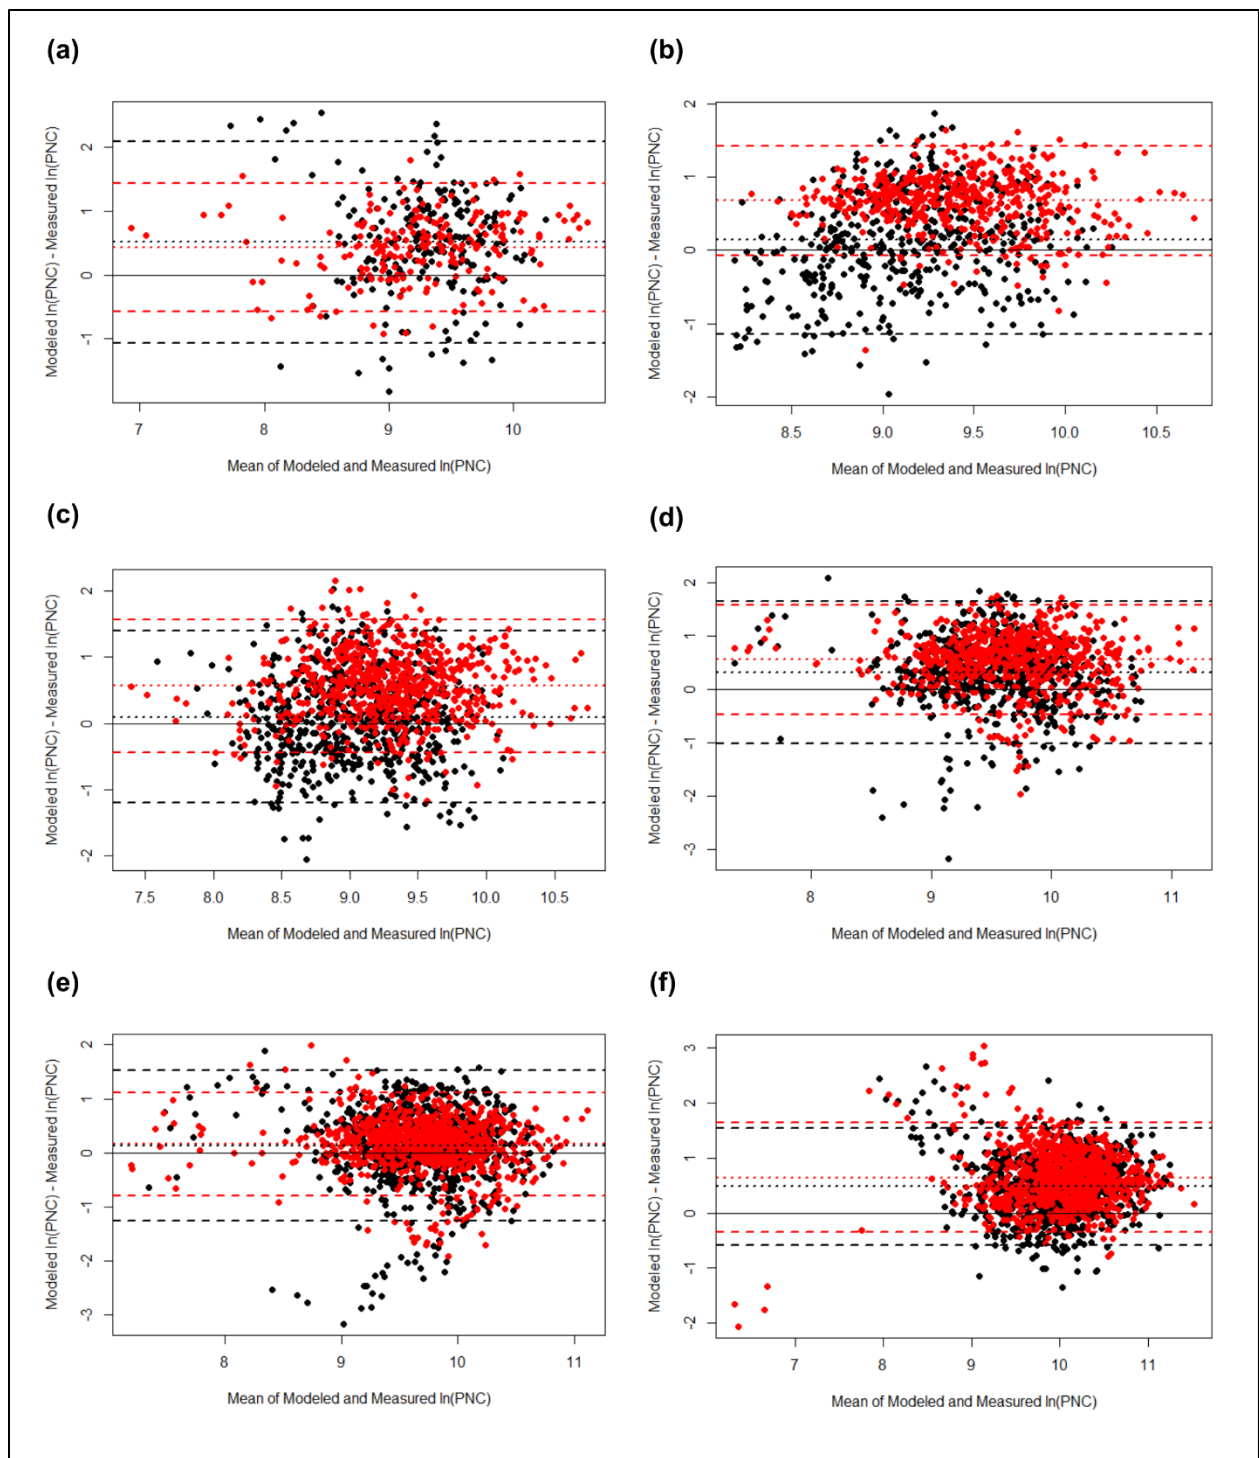 (a)
Modeled ln(PNC) - Measured ln(PNC)
2
1
0
-1
7 8 9 10
Mean of Modeled and Measured ln(PNC)
(b)
Modeled ln(PNC) - Measured ln(PNC)
2
1
0
-1
-2
8.5 9.0 9.5 10.0 10.5
Mean of Modeled and Measured ln(PNC)
(c)
Modeled ln(PNC) - Measured ln(PNC)
2
1
0
-1
-2
7.5 8.0 8.5 9.0 9.5 10.0 10.5
Mean of Modeled and Measured ln(PNC)
(d)
Modeled ln(PNC) - Measured ln(PNC)
2
1
0
-1
-2
-3
8 9 10 11
Mean of Modeled and Measured ln(PNC)
(e)
Modeled ln(PNC) - Measured ln(PNC)
2
1
0
-1
-2
-3
8 9 10 11
Mean of Modeled and Measured ln(PNC)
(f)
Modeled ln(PNC) - Measured ln(PNC)
3
2
1
0
-1
-2
7 8 9 10 11
Mean of Modeled and Measured ln(PNC)